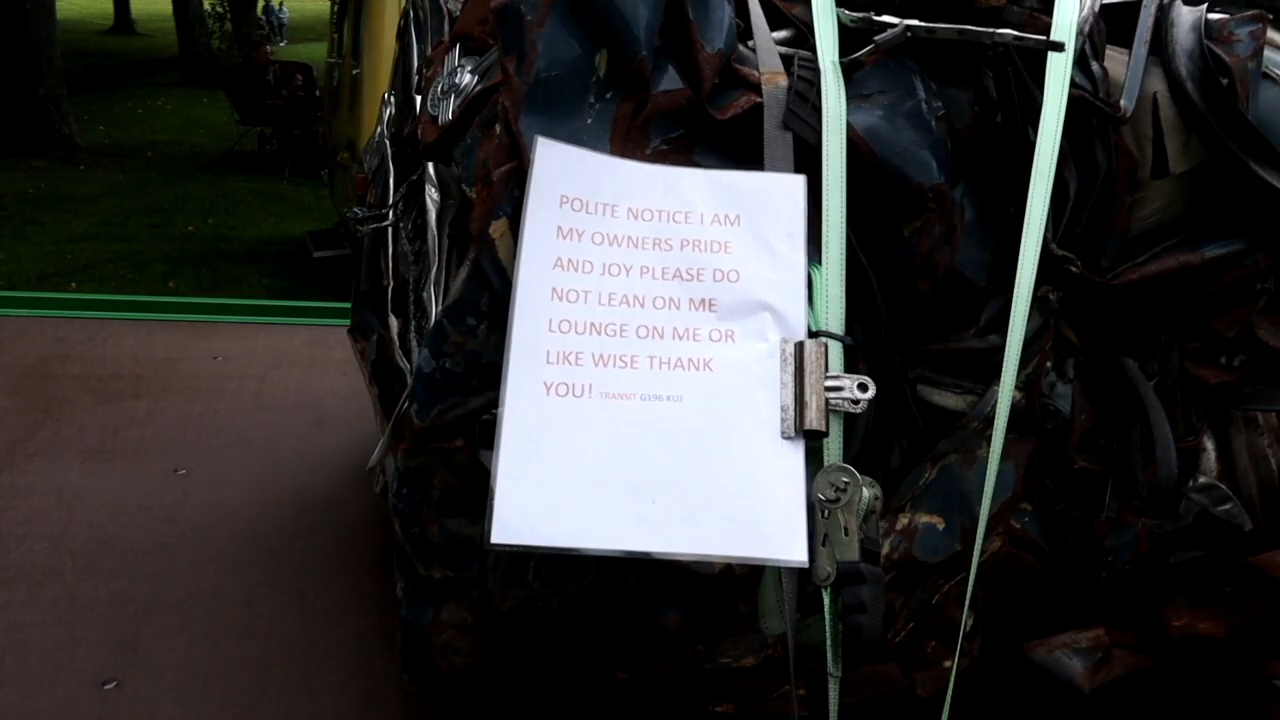 POLITE NOTICE I AM
MY OWNERS PRIDE
AND JOY PLEASE DO
NOT LEAN ON ME
LOUNGE ON ME OR
LIKE WISE THANK
YOU! TRANSIT G196 KUJ